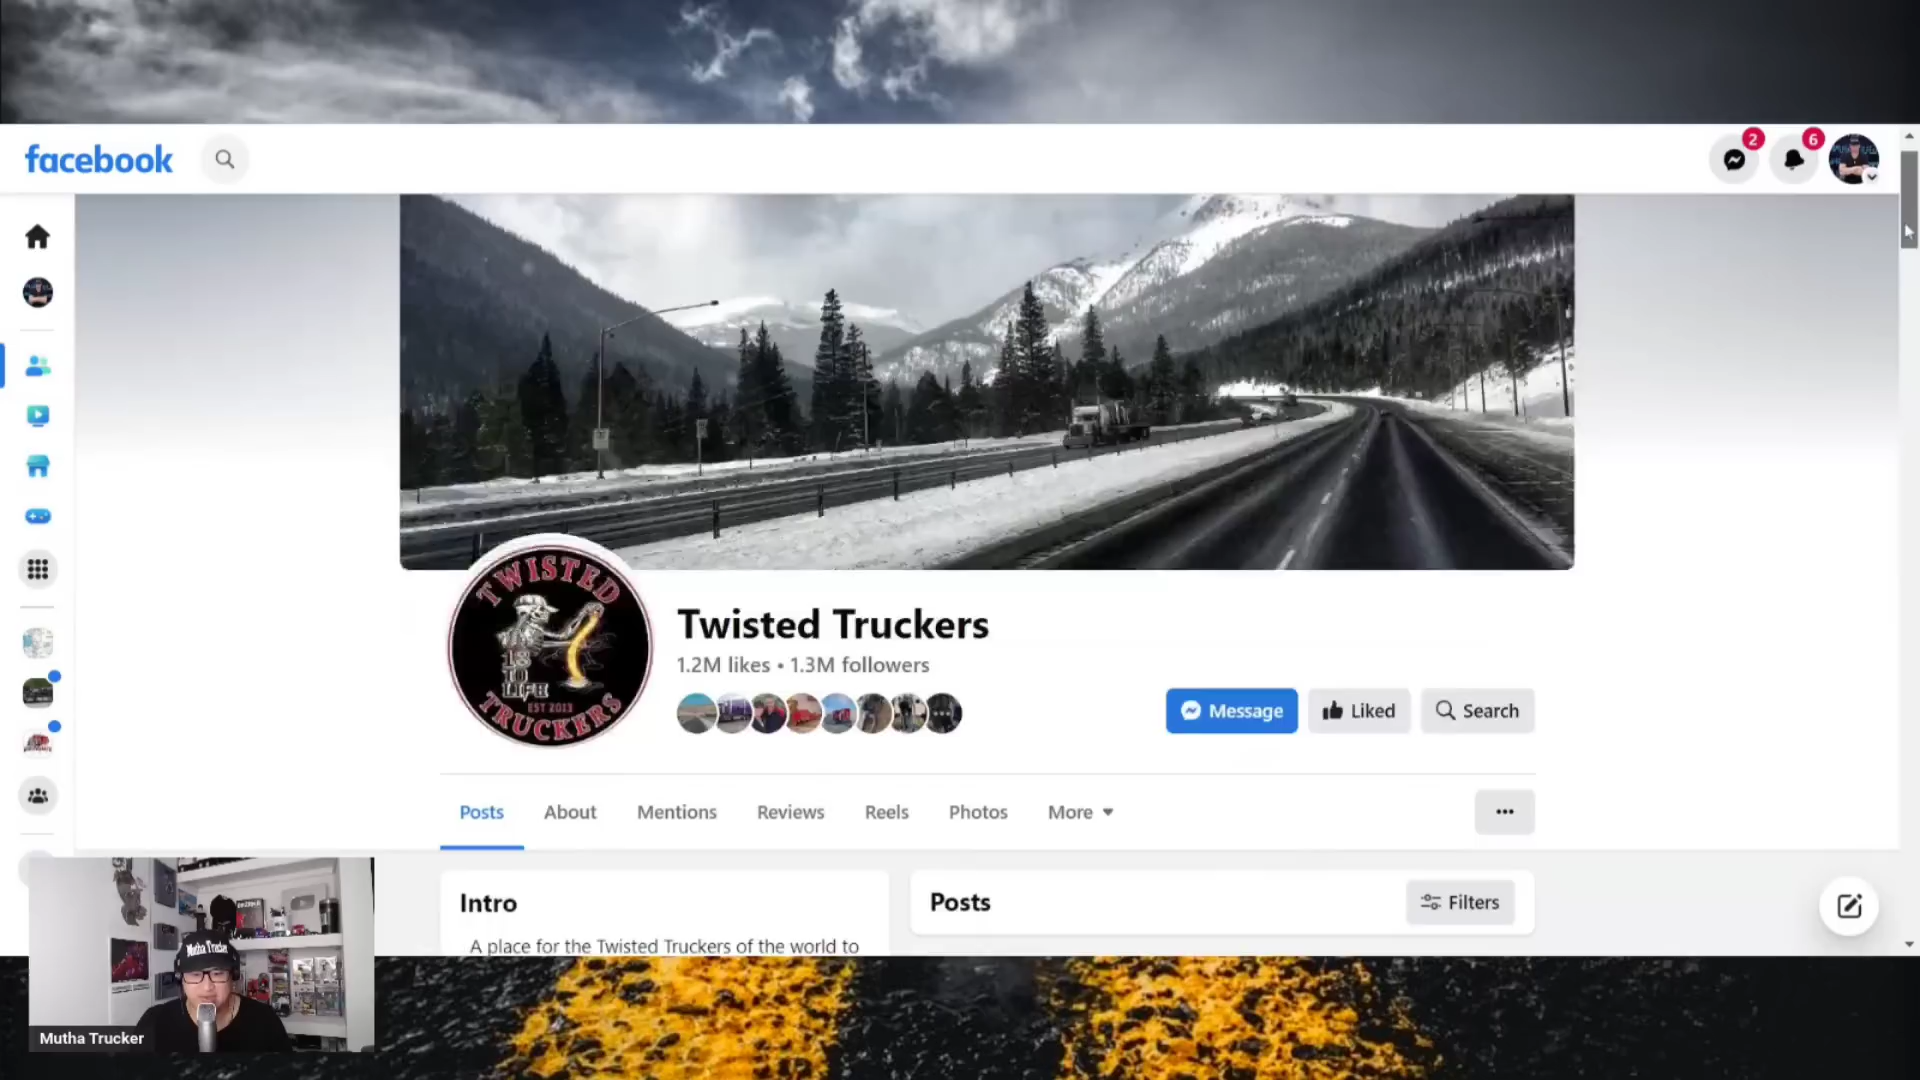 facebook
2
6
TWISTED
18
TO
LIFE
EST 2013
TRUCKERS
Twisted Truckers
1.2M likes • 1.3M followers
Message
Liked
Search
Posts
About
Mentions
Reviews
Reels
Photos
More
Intro
Posts
Filters
A place for the Twisted Truckers of the world to
Mutha Trucker
Mutha Trucker